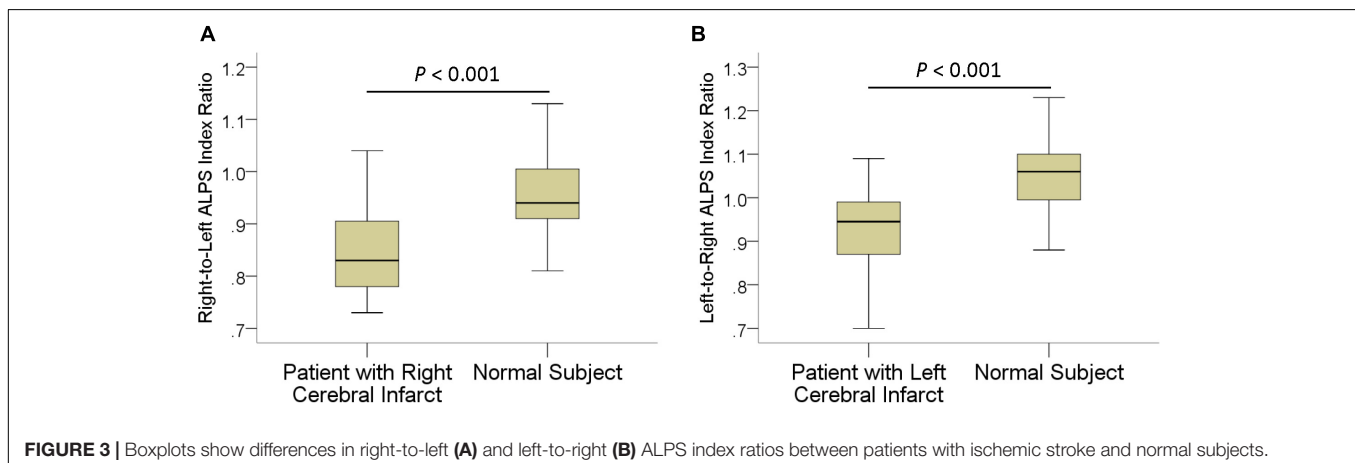 A
Right-to-Left ALPS Index Ratio
1.2
1.1
1.0
.9
.8
.7
P < 0.001
Patient with Right
Cerebral Infarct
Normal Subject
B
Left-to-Right ALPS Index Ratio
1.3
1.2
1.1
1.0
.9
.8
.7
P < 0.001
Patient with Left
Cerebral Infarct
Normal Subject
FIGURE 3 | Boxplots show differences in right-to-left (A) and left-to-right (B) ALPS index ratios between patients with ischemic stroke and normal subjects.